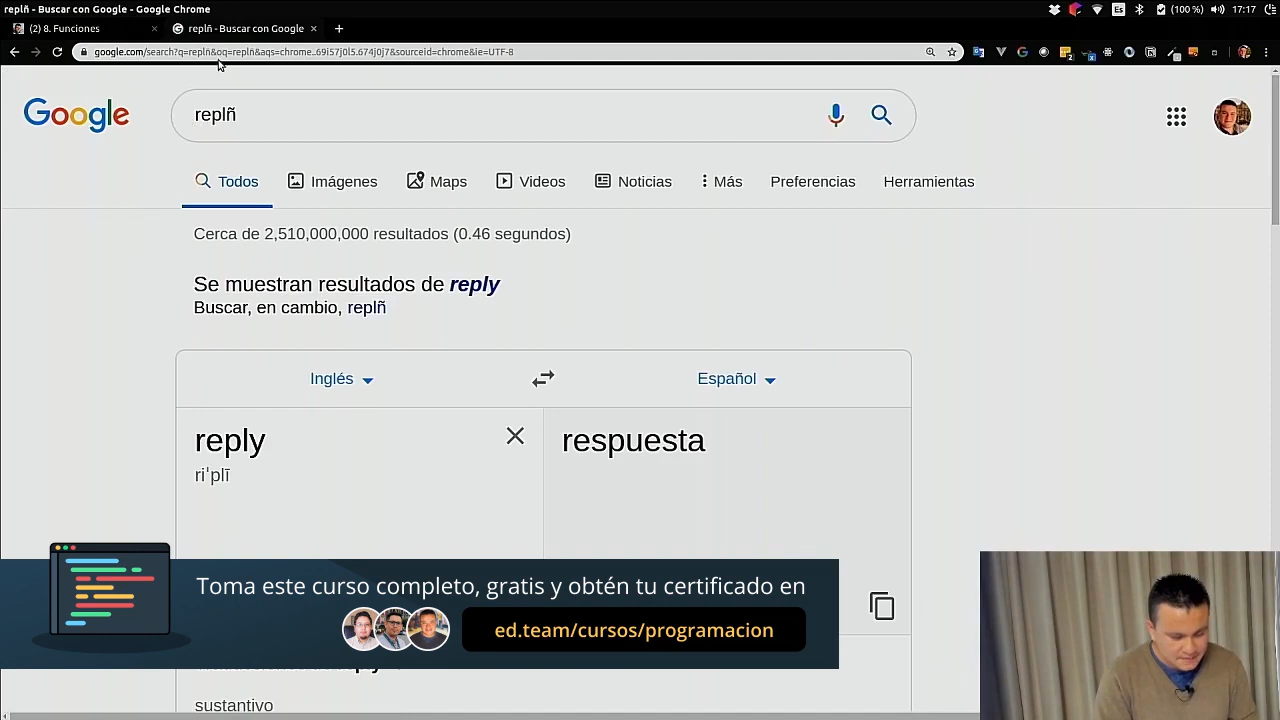 replñ - Buscar con Google - Google Chrome
Es
(100 %)
17:17
(2) 8. Funciones
replñ - Buscar con Google
google.com/search?q=replñ&oq=replñ&aqs=chrome..69i57j0l5.674j0j7&sourceid=chrome&ie=UTF-8
Google
replñ
Todos
Imágenes
Maps
Videos
Noticias
Más
Preferencias
Herramientas
Cerca de 2,510,000,000 resultados (0.46 segundos)
Se muestran resultados de reply
Buscar, en cambio, replñ
Inglés
Español
reply
respuesta
riˈplī
Toma este curso completo, gratis y obtén tu certificado en
ed.team/cursos/programacion
sustantivo